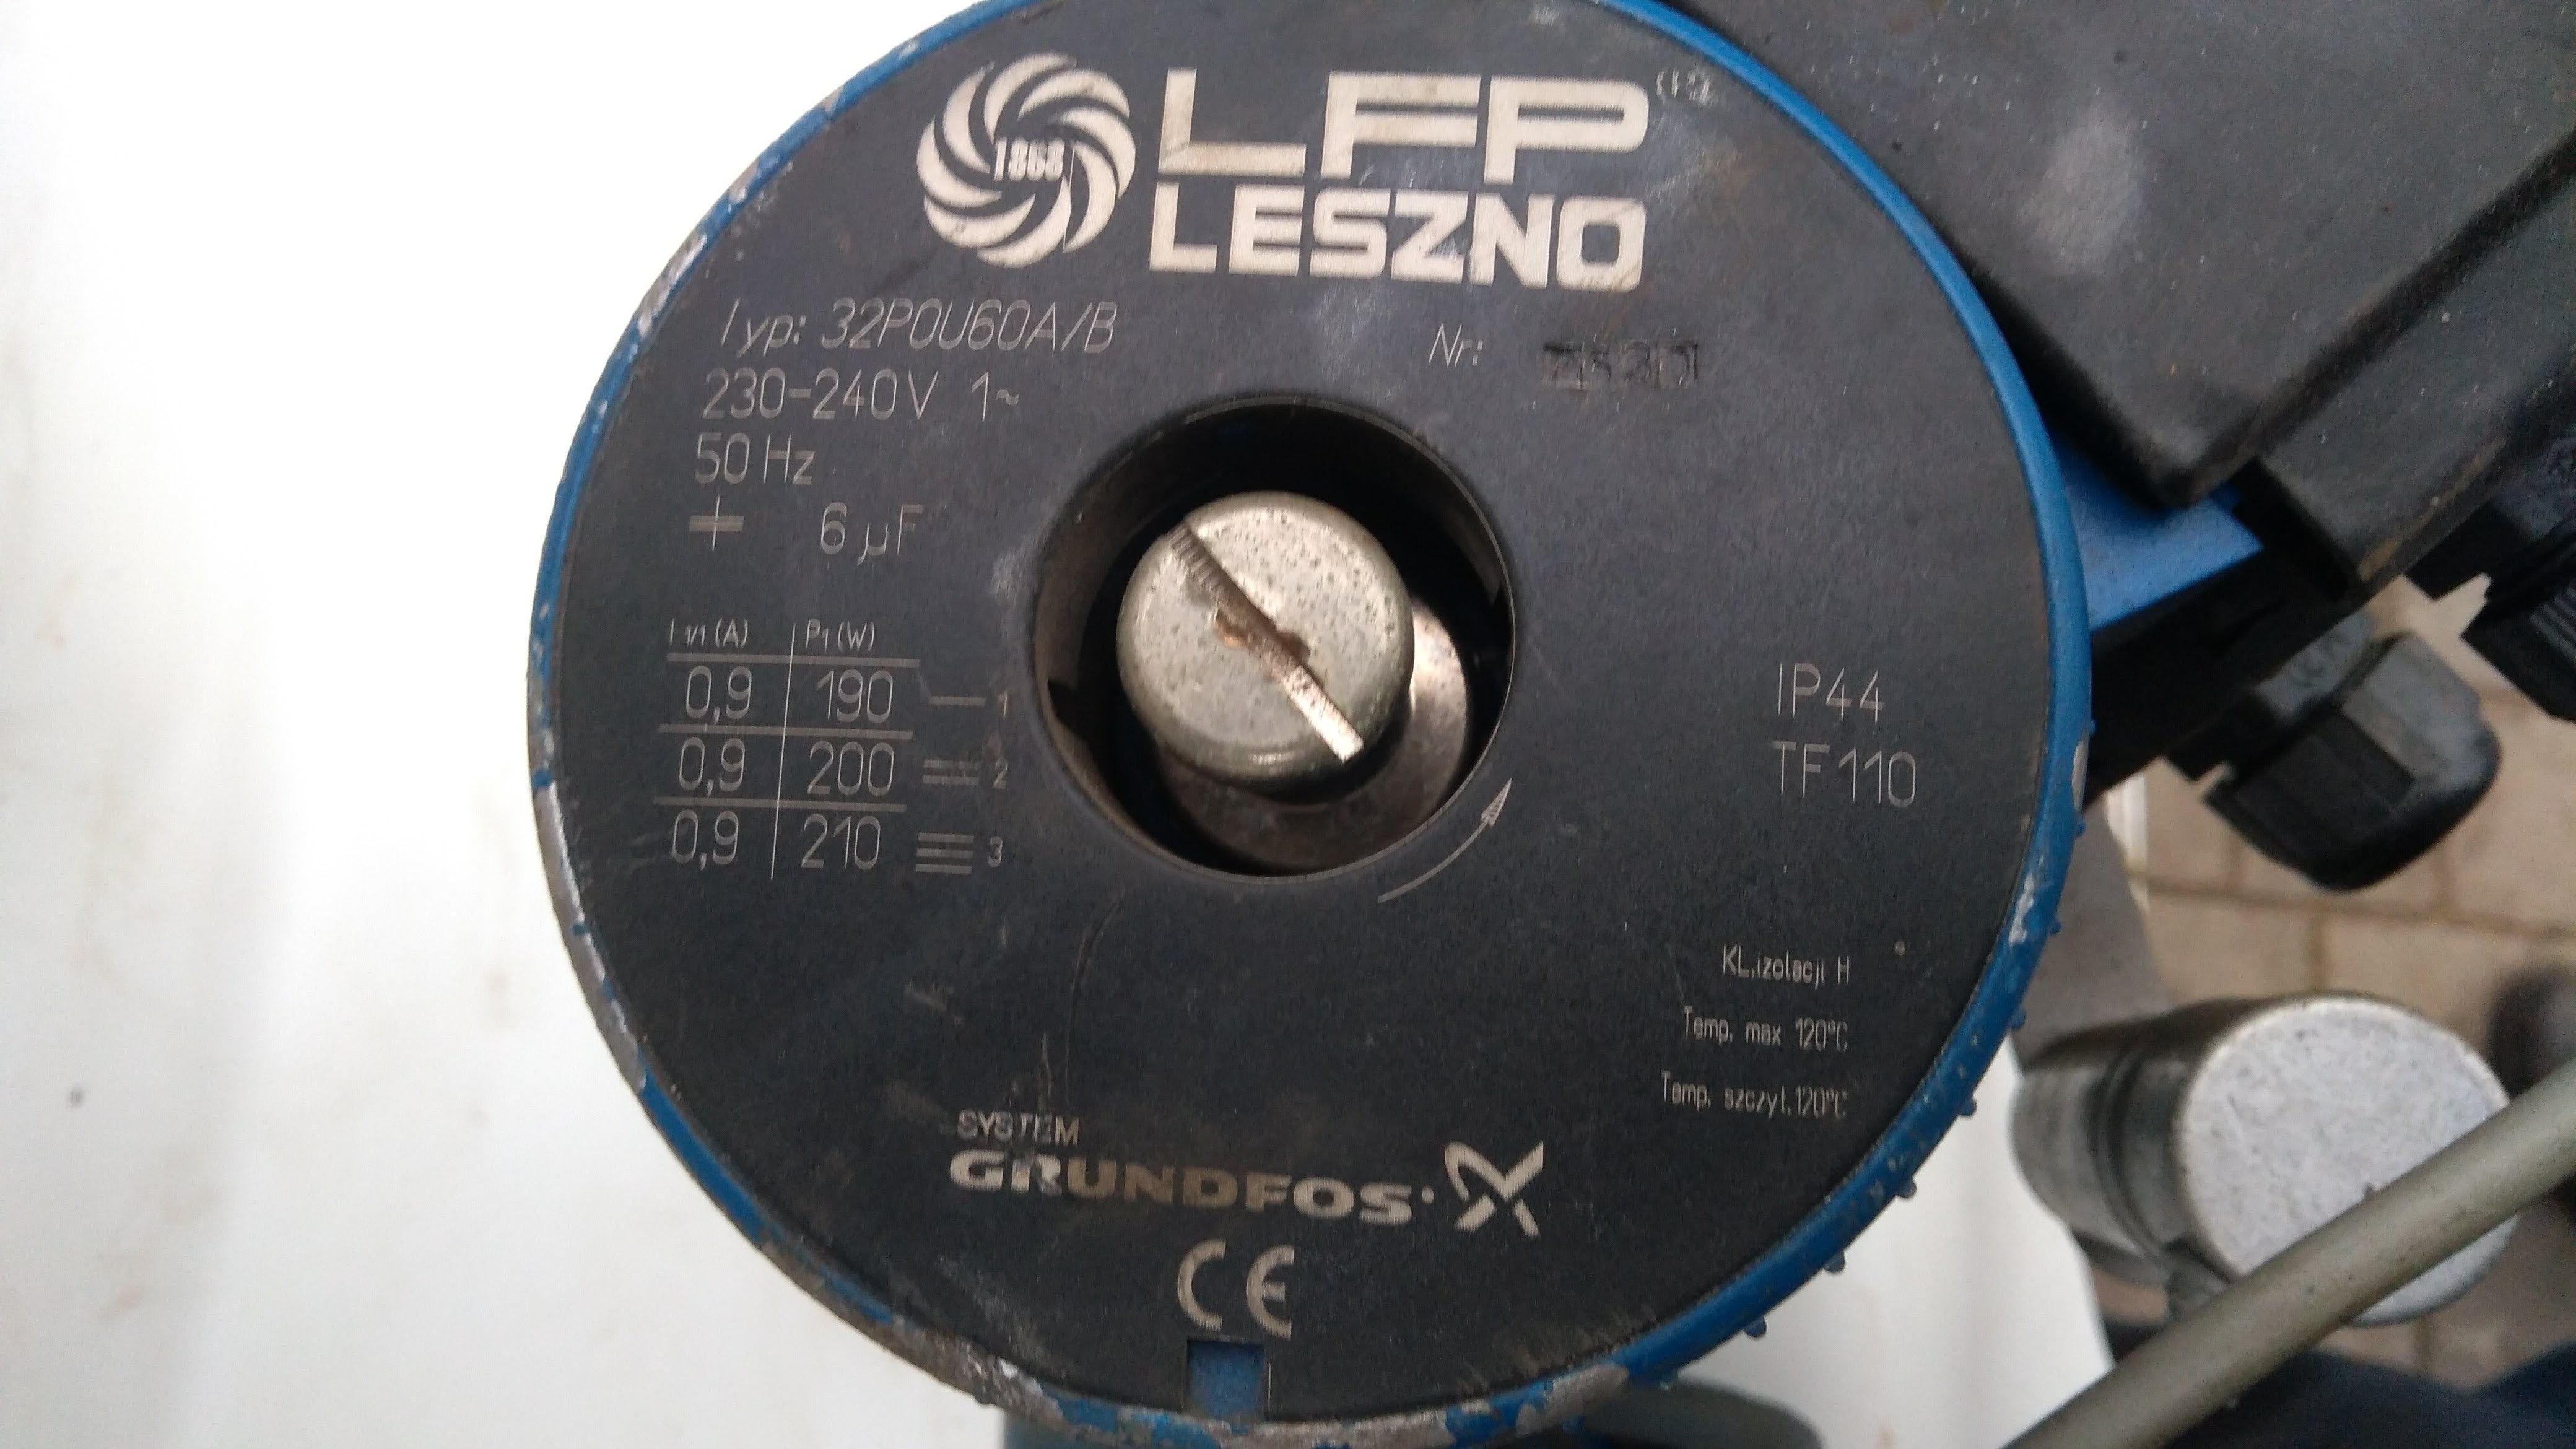 1868
LFP
LESZNO
Typ: 32POU60A/B
Nr:
230-240V 1~
50 Hz
6 µF
I 1/1 (A) P1 (W)
0,9 190 1
0,9 200 2
0,9 210 3
IP44
TF110
KL.izolacji H
Temp. max 120°C
Temp. szczyt.120°C
SYSTEM
GRUNDFOS
CE